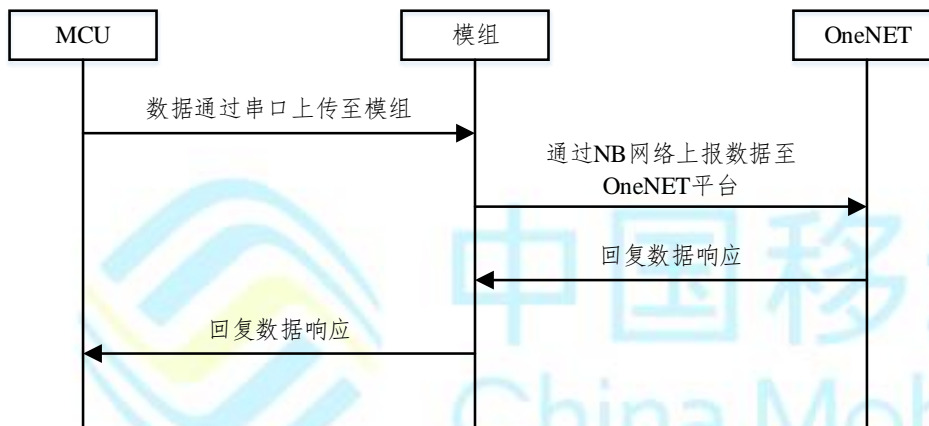 MCU
模组
OneNET
数据通过串口上传至模组
通过NB网络上报数据至
OneNET平台
回复数据响应
回复数据响应
中国移
China Mob